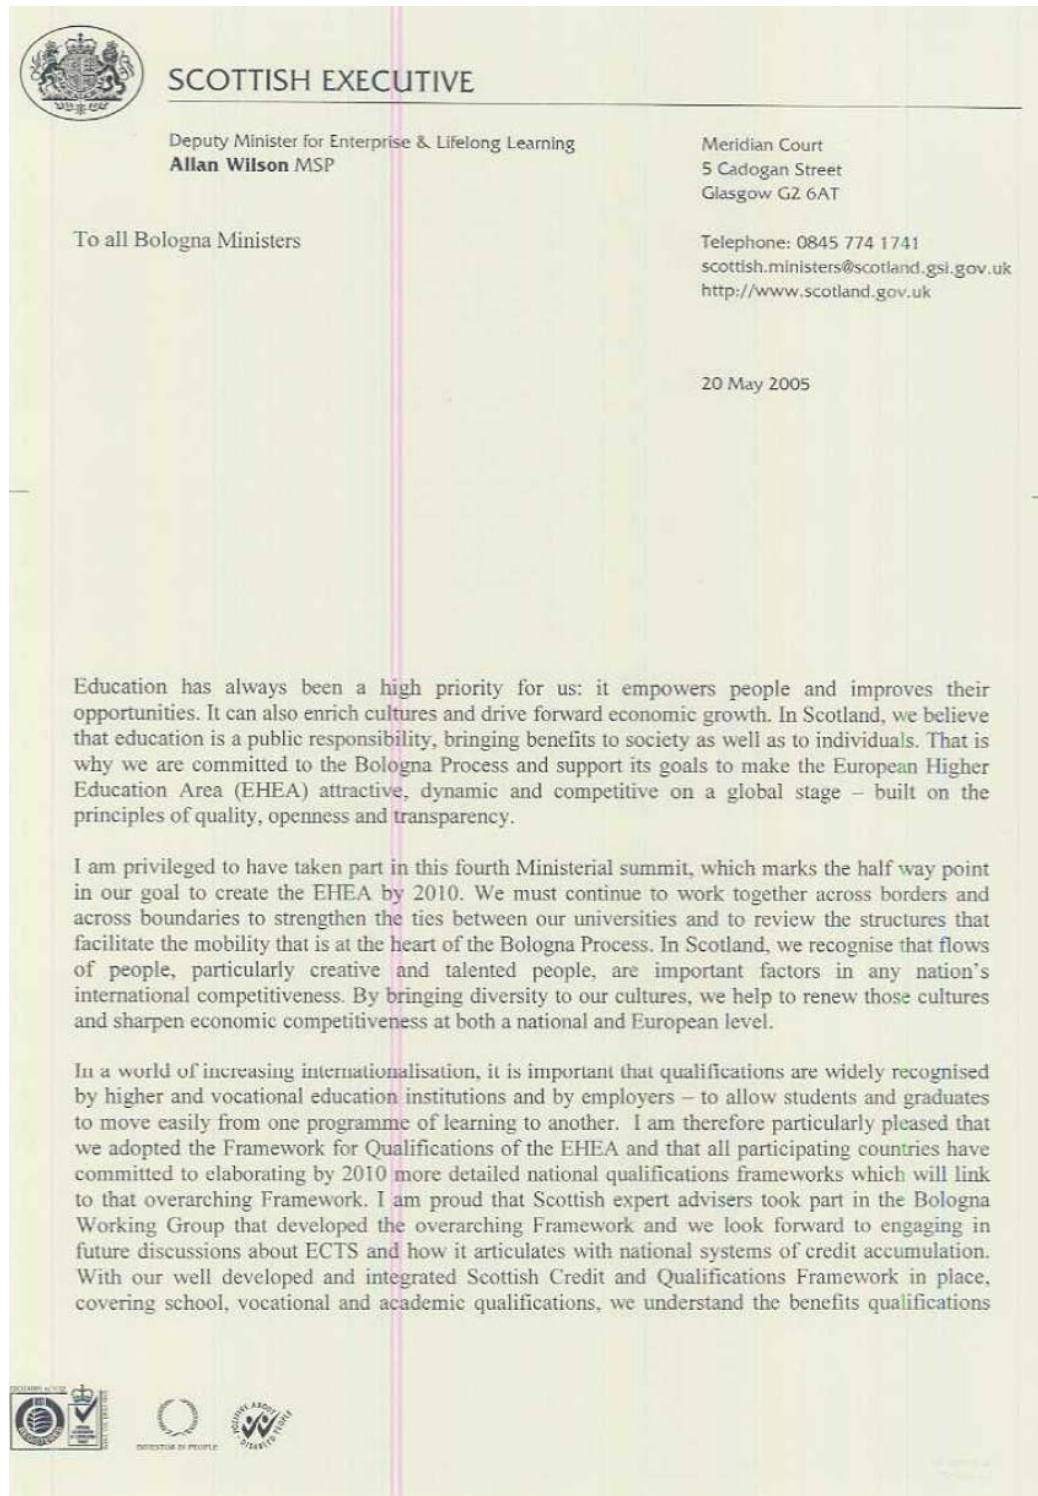 SCOTTISH EXECUTIVE
Deputy Minister for Enterprise & Lifelong Learning
Allan Wilson MSP
Meridian Court
5 Cadogan Street
Glasgow G2 6AT
To all Bologna Ministers
Telephone: 0845 774 1741
scottish.ministers@scotland.gsi.gov.uk
http://www.scotland.gov.uk
20 May 2005
Education has always been a high priority for us: it empowers people and improves their
opportunities. It can also enrich cultures and drive forward economic growth. In Scotland, we believe
that education is a public responsibility, bringing benefits to society as well as to individuals. That is
why we are committed to the Bologna Process and support its goals to make the European Higher
Education Area (EHEA) attractive, dynamic and competitive on a global stage – built on the
principles of quality, openness and transparency.
I am privileged to have taken part in this fourth Ministerial summit, which marks the half way point
in our goal to create the EHEA by 2010. We must continue to work together across borders and
across boundaries to strengthen the ties between our universities and to review the structures that
facilitate the mobility that is at the heart of the Bologna Process. In Scotland, we recognise that flows
of people, particularly creative and talented people, are important factors in any nation's
international competitiveness. By bringing diversity to our cultures, we help to renew those cultures
and sharpen economic competitiveness at both a national and European level.
In a world of increasing internationalisation, it is important that qualifications are widely recognised
by higher and vocational education institutions and by employers – to allow students and graduates
to move easily from one programme of learning to another. I am therefore particularly pleased that
we adopted the Framework for Qualifications of the EHEA and that all participating countries have
committed to elaborating by 2010 more detailed national qualifications frameworks which will link
to that overarching Framework. I am proud that Scottish expert advisers took part in the Bologna
Working Group that developed the overarching Framework and we look forward to engaging in
future discussions about ECTS and how it articulates with national systems of credit accumulation.
With our well developed and integrated Scottish Credit and Qualifications Framework in place,
covering school, vocational and academic qualifications, we understand the benefits qualifications
INVESTOR IN PEOPLE
POSITIVE ABOUT DISABLED PEOPLE